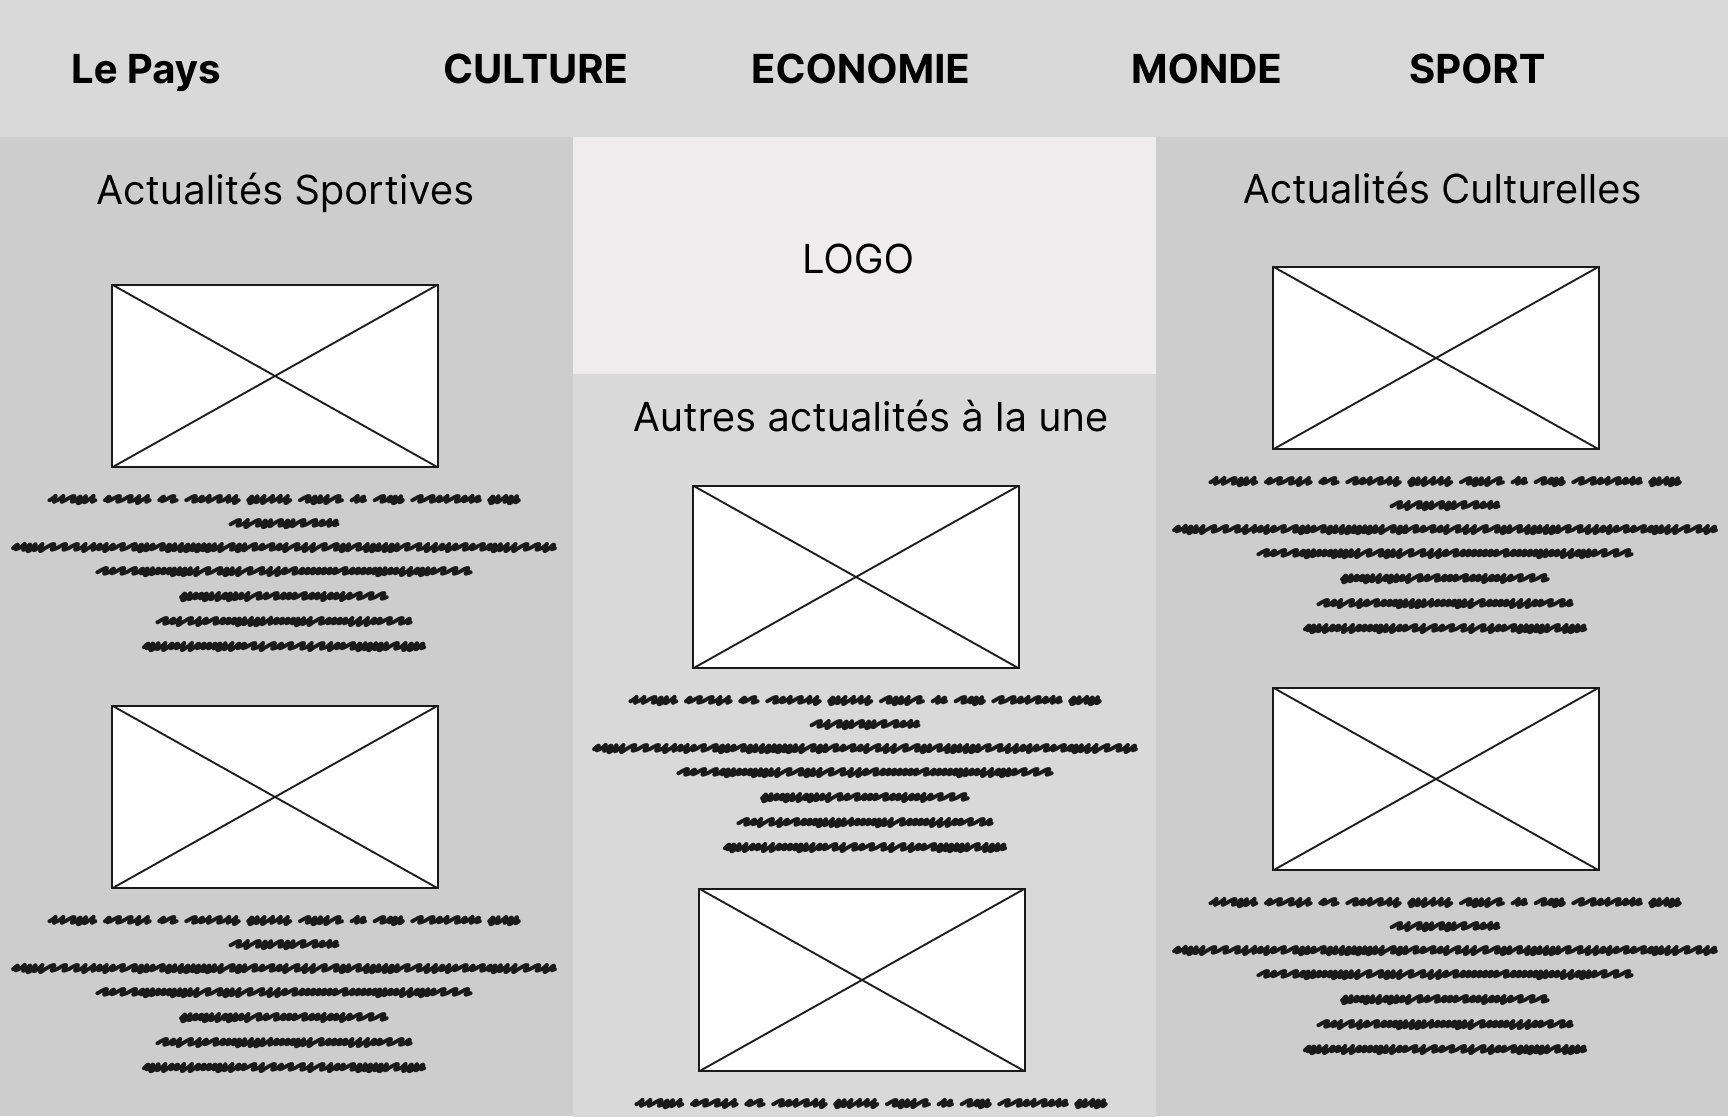 Le Pays CULTURE ECONOMIE MONDE SPORT
Actualités Sportives
LOGO
Autres actualités à la une
Actualités Culturelles